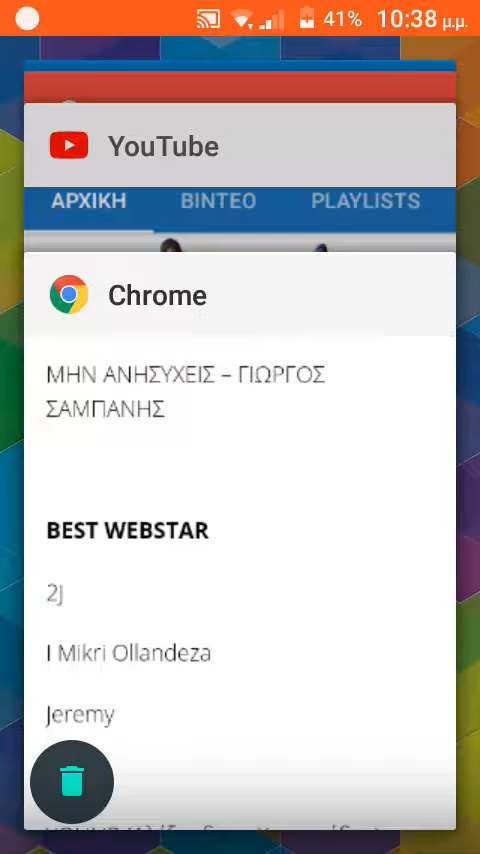 41% 10:38 μ.μ.
YouTube
ΑΡΧΙΚΗ ΒΙΝΤΕΟ PLAYLISTS
Chrome
ΜΗΝ ΑΝΗΣΥΧΕΙΣ – ΓΙΩΡΓΟΣ
ΣΑΜΠΑΝΗΣ
BEST WEBSTAR
2J
I Mikri Ollandeza
Jeremy